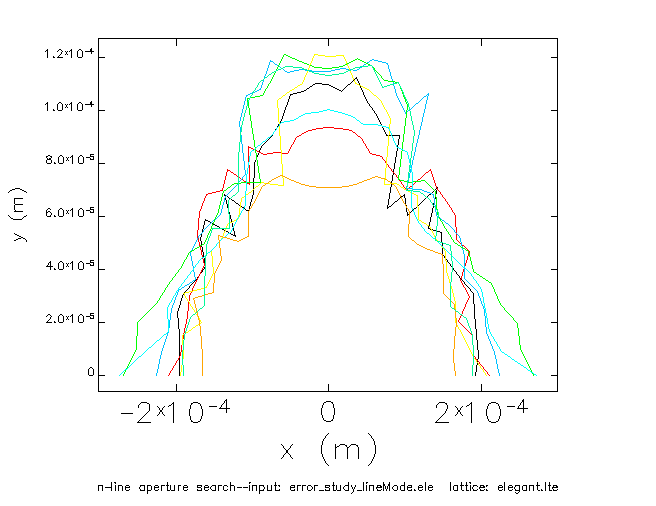 1.2×10⁻⁴
1.0×10⁻⁴
8.0×10⁻⁵
6.0×10⁻⁵
4.0×10⁻⁵
2.0×10⁻⁵
0
y (m)
−2×10⁻⁴ 0 2×10⁻⁴
x (m)
n-line aperture search--input: error_study_lineMode.ele lattice: elegant.lte